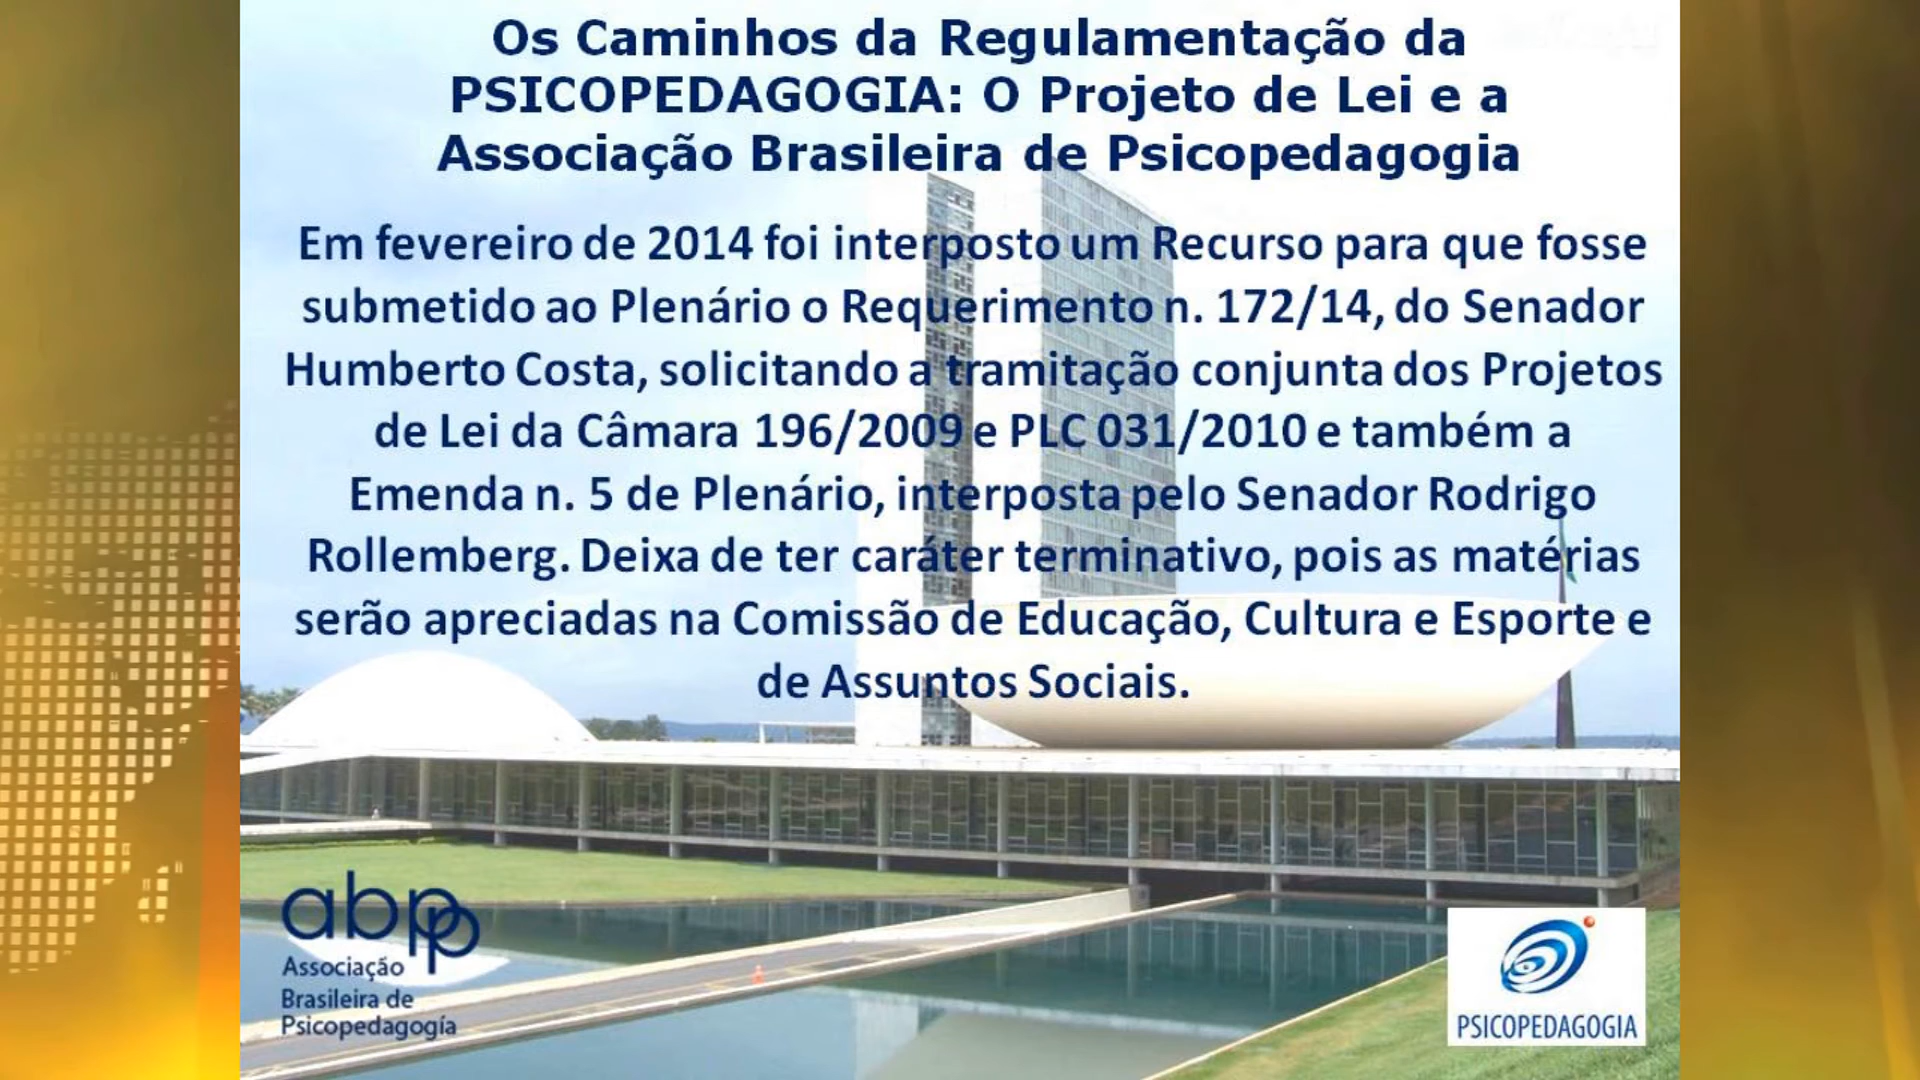 Os Caminhos da Regulamentação da
PSICOPEDAGOGIA: O Projeto de Lei e a
Associação Brasileira de Psicopedagogia
Em fevereiro de 2014 foi interposto um Recurso para que fosse
submetido ao Plenário o Requerimento n. 172/14, do Senador
Humberto Costa, solicitando a tramitação conjunta dos Projetos
de Lei da Câmara 196/2009 e PLC 031/2010 e também a
Emenda n. 5 de Plenário, interposta pelo Senador Rodrigo
Rollemberg. Deixa de ter caráter terminativo, pois as matérias
serão apreciadas na Comissão de Educação, Cultura e Esporte e
de Assuntos Sociais.
abpp
Associação
Brasileira de
Psicopedagogia
PSICOPEDAGOGIA